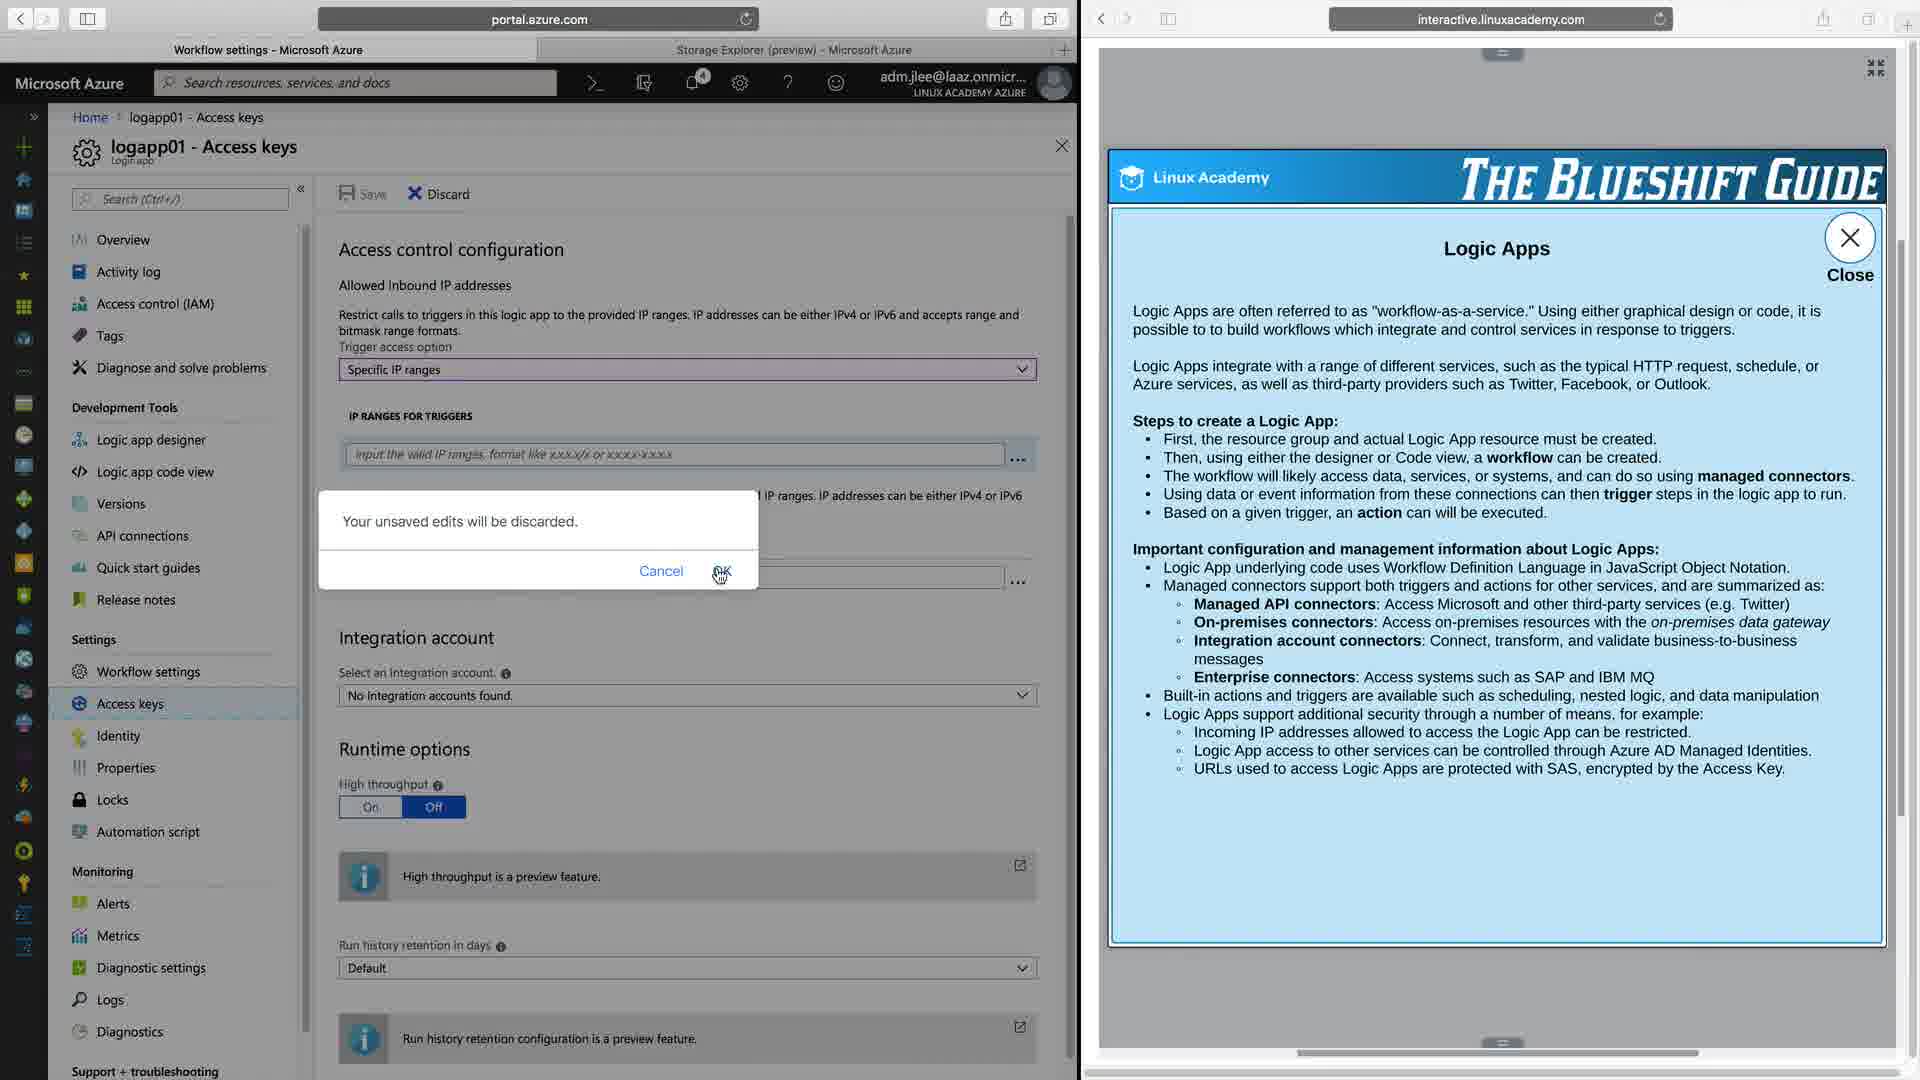 portal.azure.com
Workflow settings - Microsoft Azure
Storage Explorer (preview) - Microsoft Azure
Microsoft Azure
Search resources, services, and docs
4
adm.jlee@laaz.onmicr...
LINUX ACADEMY AZURE
Home
logapp01 - Access keys
logapp01 - Access keys
Logic app
Search (Ctrl+/)
Overview
Activity log
Access control (IAM)
Tags
Diagnose and solve problems
Development Tools
Logic app designer
Logic app code view
Versions
API connections
Quick start guides
Release notes
Settings
Workflow settings
Access keys
Identity
Properties
Locks
Automation script
Monitoring
Alerts
Metrics
Diagnostic settings
Logs
Diagnostics
Support + troubleshooting
Save
Discard
Access control configuration
Allowed inbound IP addresses
Restrict calls to triggers in this logic app to the provided IP ranges. IP addresses can be either IPv4 or IPv6 and accepts range and
bitmask range formats.
Trigger access option
Specific IP ranges
IP RANGES FOR TRIGGERS
Input the valid IP ranges, format like x.x.x.x/x or x.x.x.x-x.x.x.x
...
IP ranges. IP addresses can be either IPv4 or IPv6
Your unsaved edits will be discarded.
Cancel
OK
...
Integration account
Select an Integration account.
No Integration accounts found.
Runtime options
High throughput
On
Off
High throughput is a preview feature.
Run history retention in days
Default
Run history retention configuration is a preview feature.
interactive.linuxacademy.com
Linux Academy
THE BLUESHIFT GUIDE
Logic Apps
Close
Logic Apps are often referred to as "workflow-as-a-service." Using either graphical design or code, it is
possible to to build workflows which integrate and control services in response to triggers.
Logic Apps integrate with a range of different services, such as the typical HTTP request, schedule, or
Azure services, as well as third-party providers such as Twitter, Facebook, or Outlook.
Steps to create a Logic App:
• First, the resource group and actual Logic App resource must be created.
• Then, using either the designer or Code view, a workflow can be created.
• The workflow will likely access data, services, or systems, and can do so using managed connectors.
• Using data or event information from these connections can then trigger steps in the logic app to run.
• Based on a given trigger, an action can will be executed.
Important configuration and management information about Logic Apps:
• Logic App underlying code uses Workflow Definition Language in JavaScript Object Notation.
• Managed connectors support both triggers and actions for other services, and are summarized as:
◦ Managed API connectors: Access Microsoft and other third-party services (e.g. Twitter)
◦ On-premises connectors: Access on-premises resources with the on-premises data gateway
◦ Integration account connectors: Connect, transform, and validate business-to-business
messages
◦ Enterprise connectors: Access systems such as SAP and IBM MQ
• Built-in actions and triggers are available such as scheduling, nested logic, and data manipulation
• Logic Apps support additional security through a number of means, for example:
◦ Incoming IP addresses allowed to access the Logic App can be restricted.
◦ Logic App access to other services can be controlled through Azure AD Managed Identities.
◦ URLs used to access Logic Apps are protected with SAS, encrypted by the Access Key.